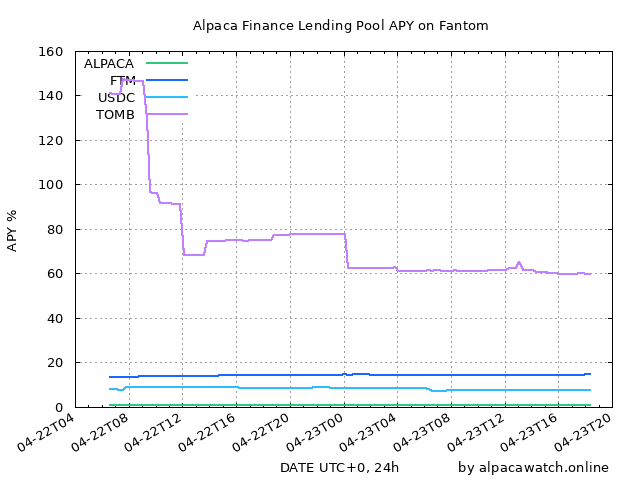 Alpaca Finance Lending Pool APY on Fantom
APY %
160
140
120
100
80
60
40
20
0
ALPACA
FTM
USDC
TOMB
04-22T04
04-22T08
04-22T12
04-22T16
04-22T20
04-23T00
04-23T04
04-23T08
04-23T12
04-23T16
04-23T20
DATE UTC+0, 24h
by alpacawatch.online